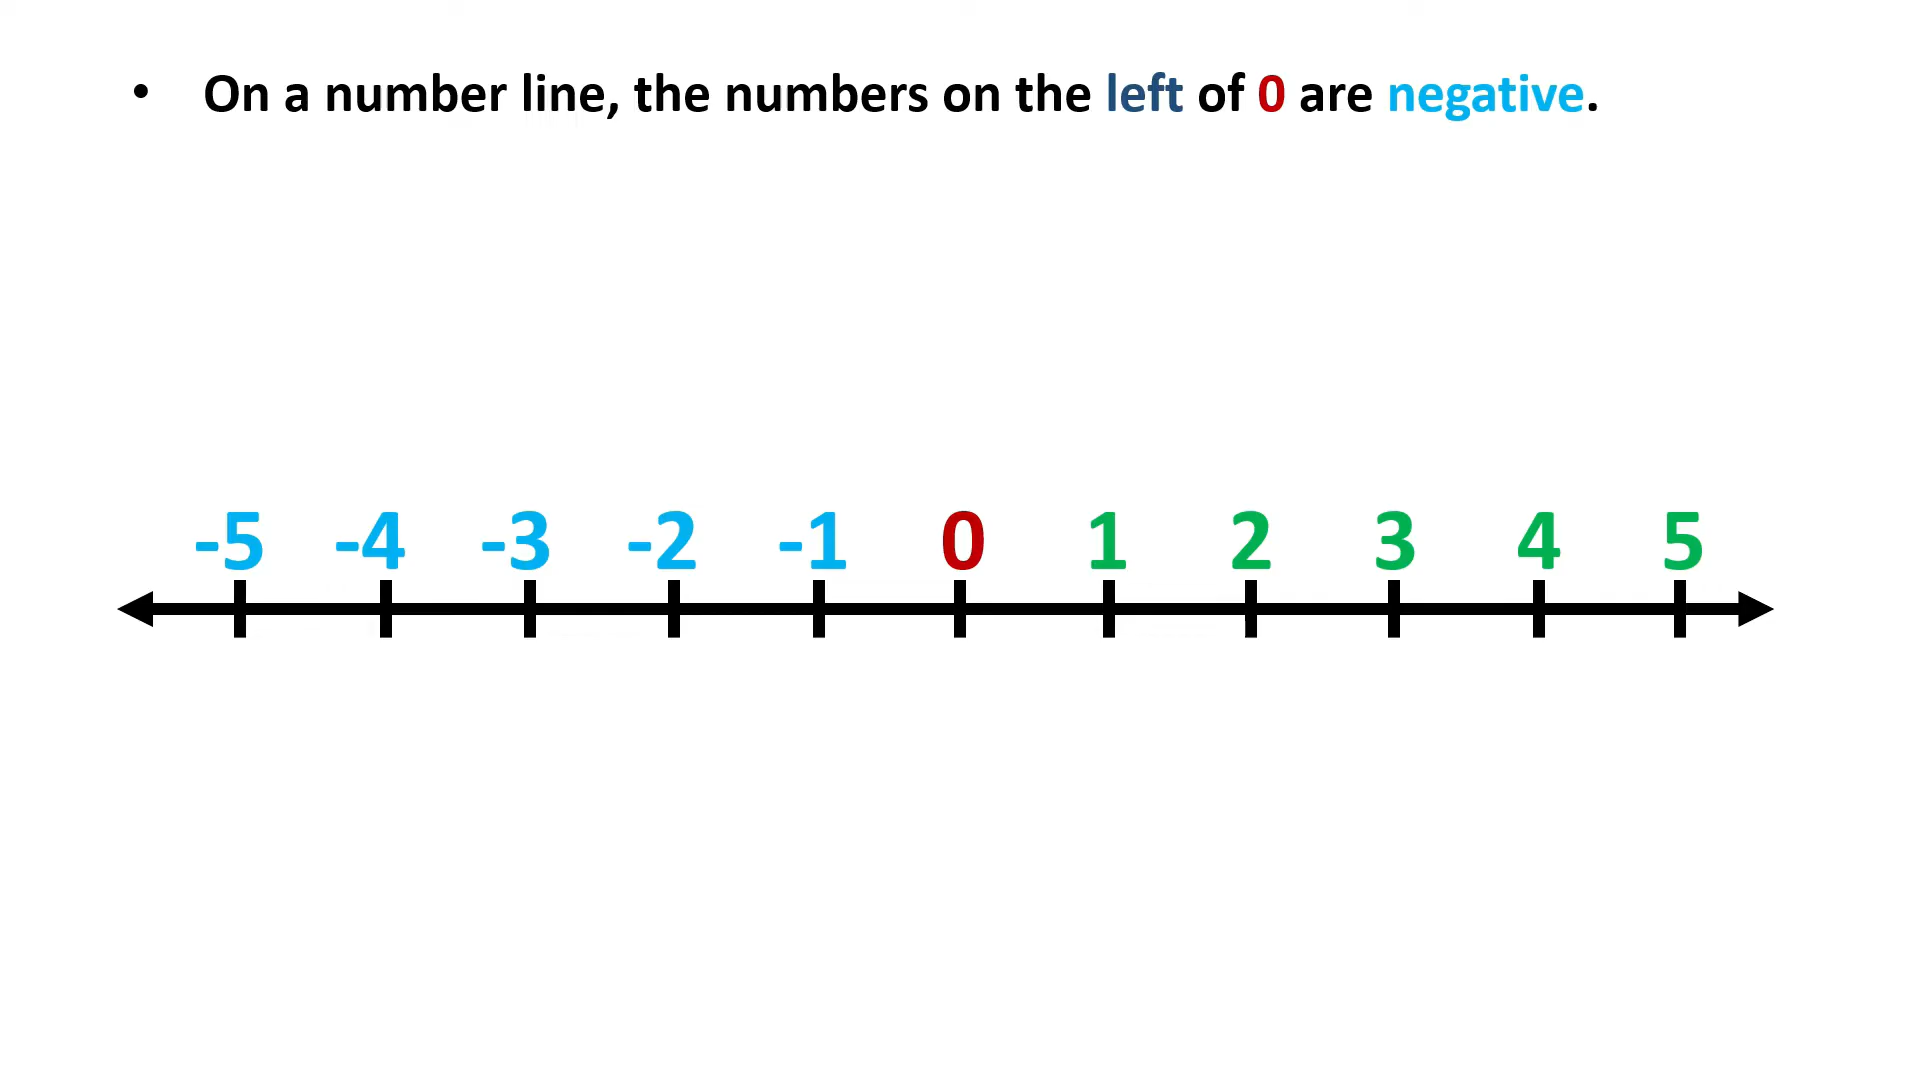 • On a number line, the numbers on the left of 0 are negative.
-5 -4 -3 -2 -1 0 1 2 3 4 5